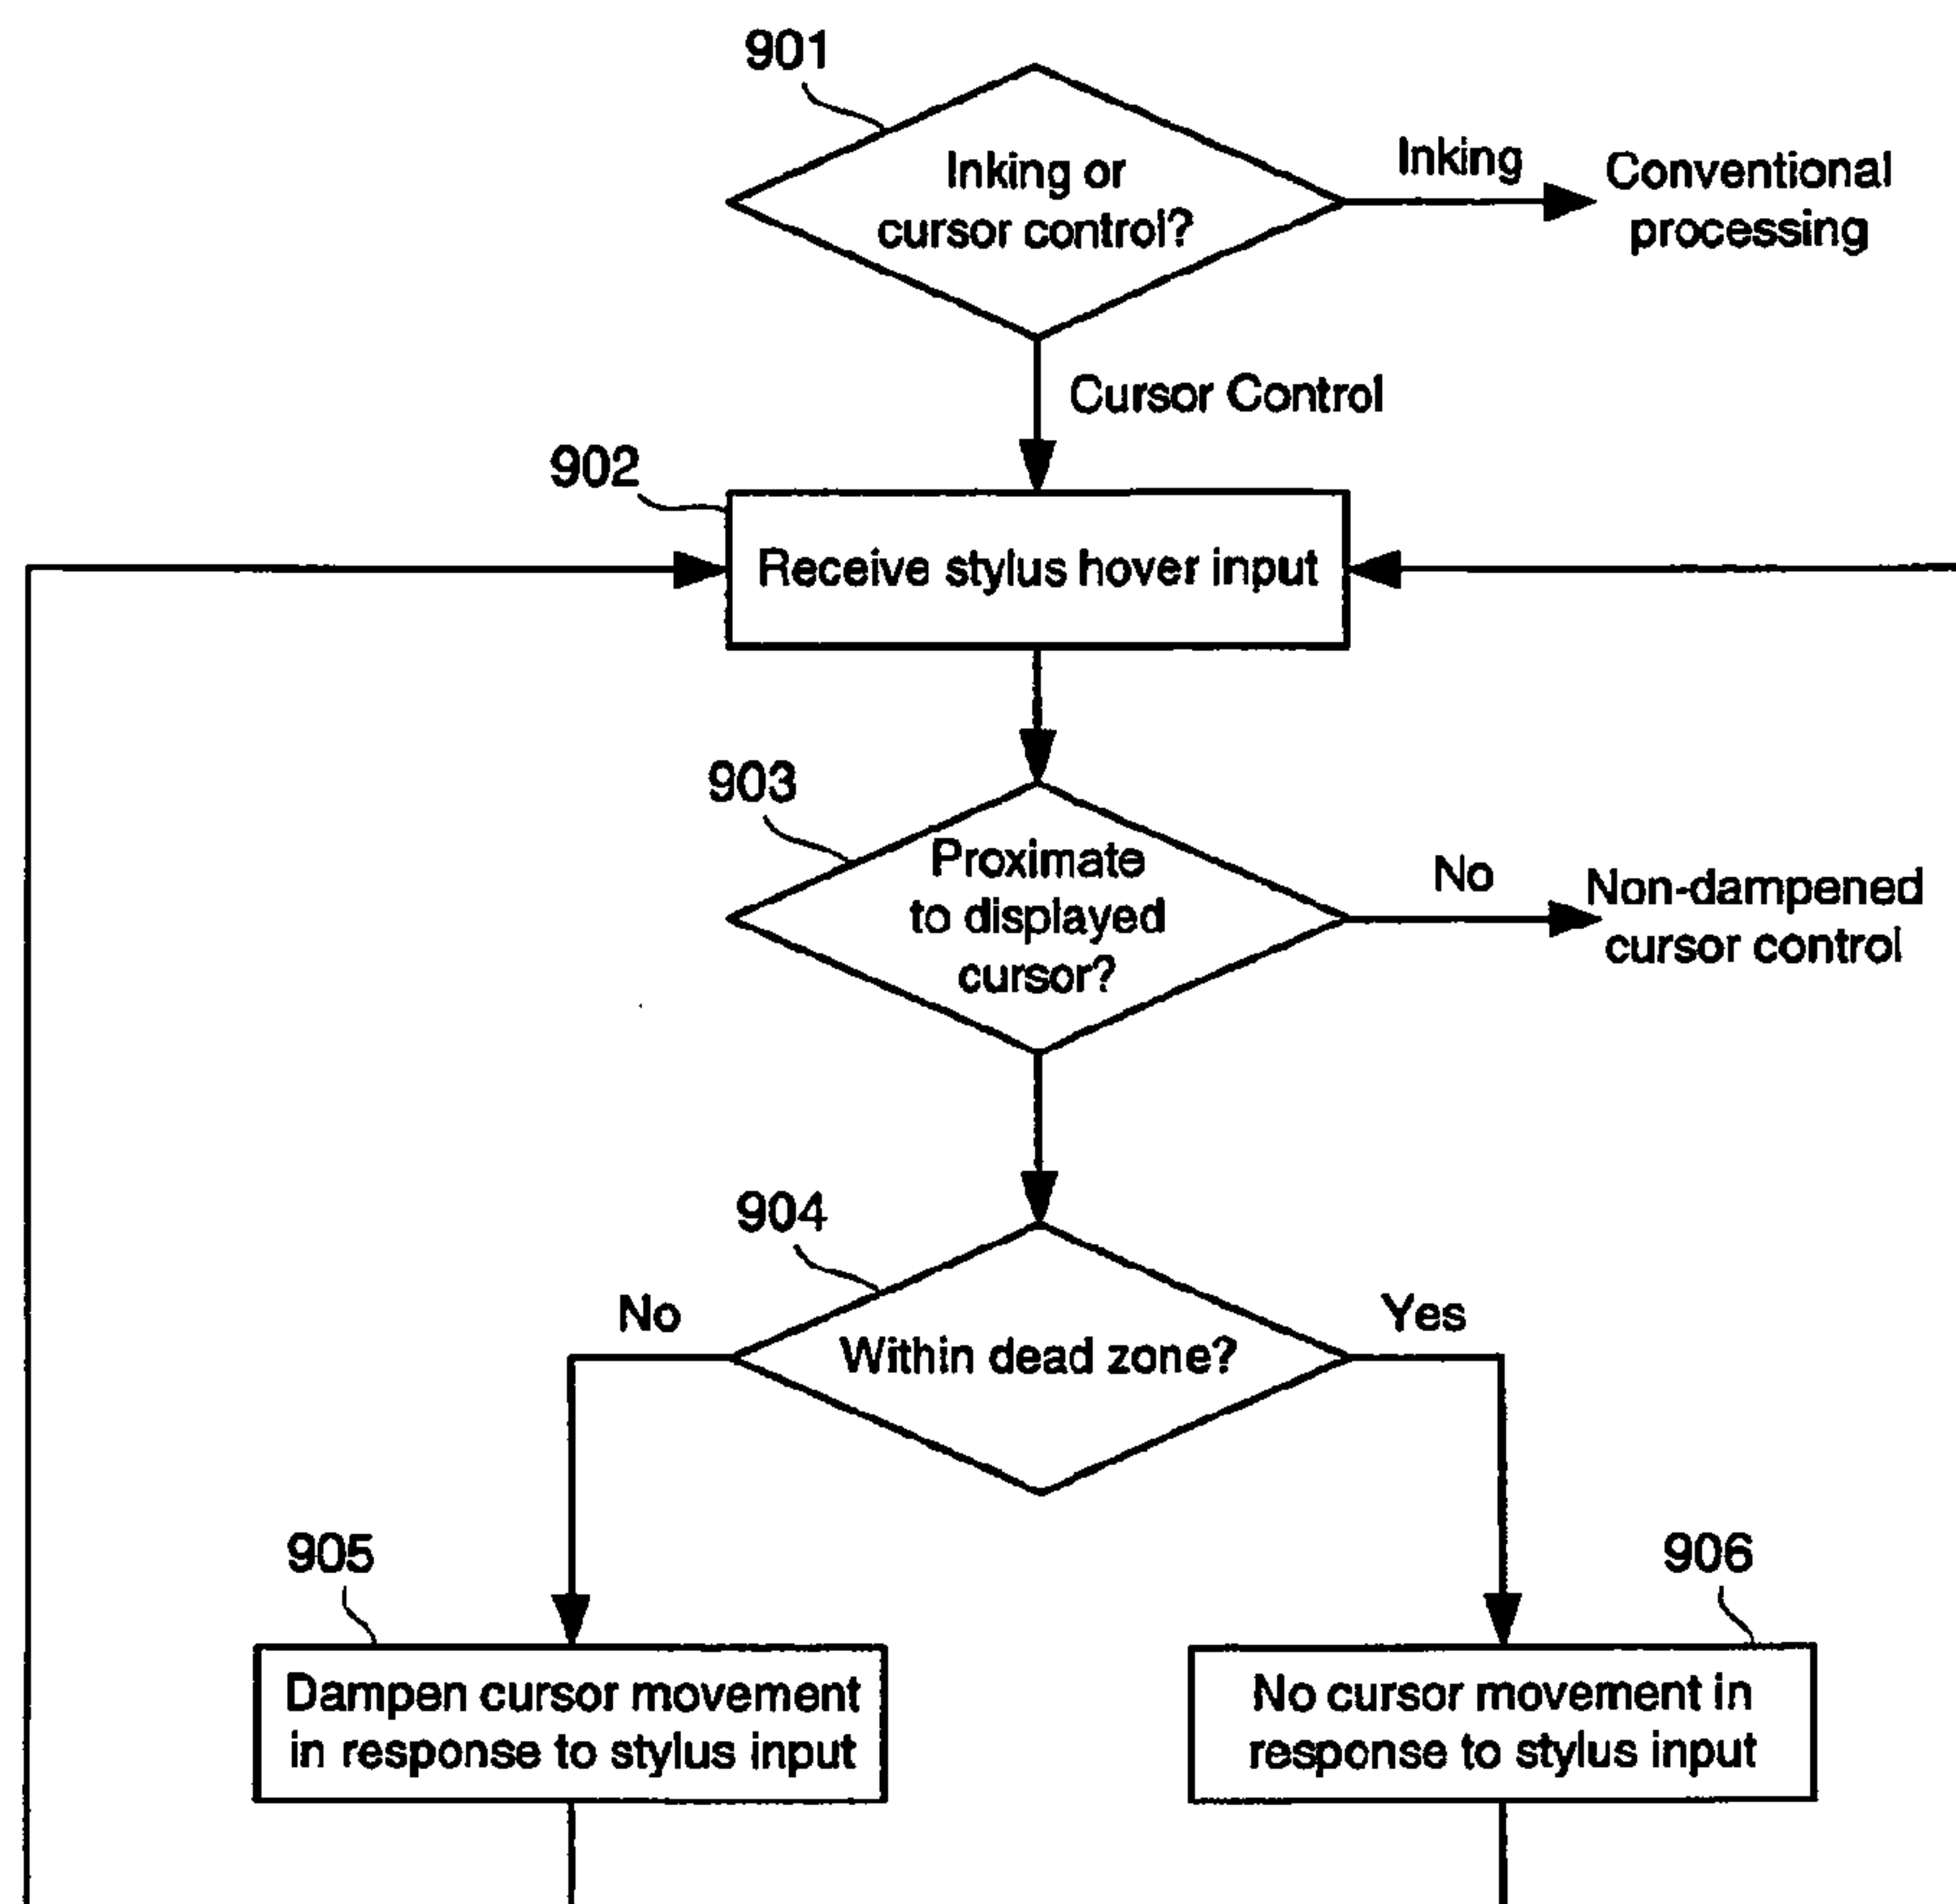 901
Inking or
cursor control?
Inking
Conventional
processing
Cursor Control
902
Receive stylus hover input
903
Proximate
to displayed
cursor?
No
Non-dampened
cursor control
904
No
Within dead zone?
Yes
905
906
Dampen cursor movement
in response to stylus input
No cursor movement in
response to stylus input